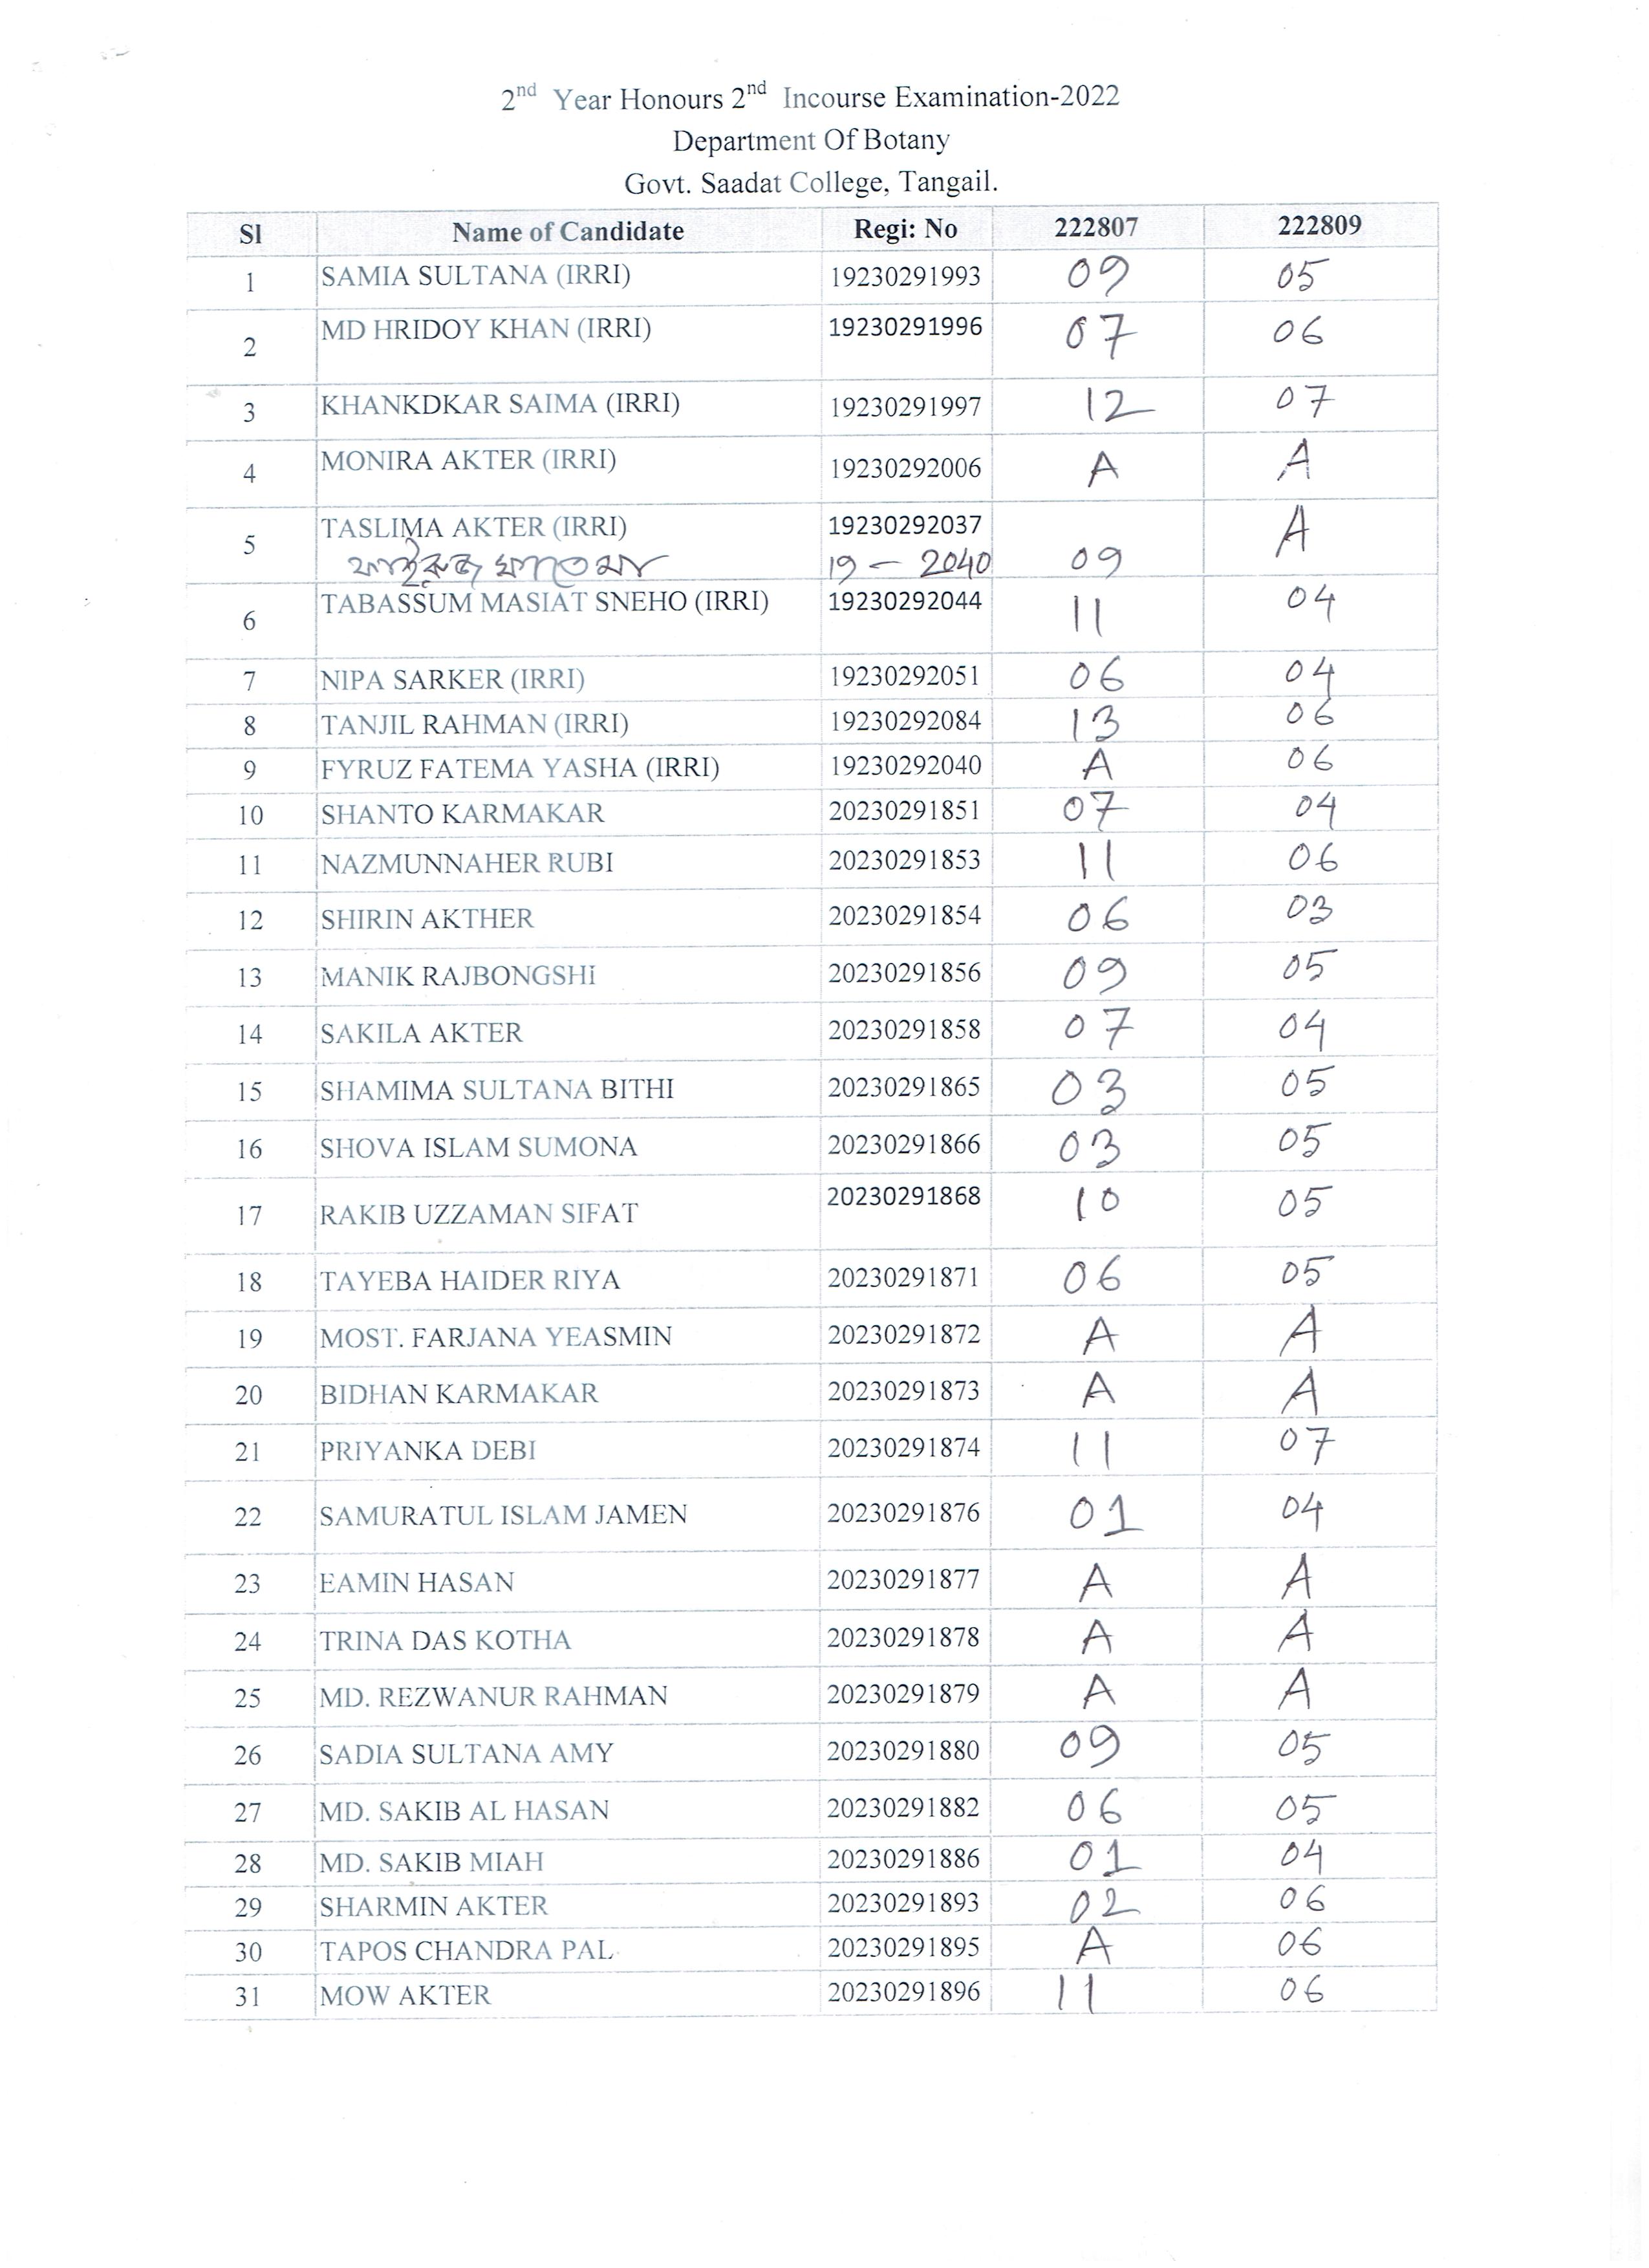 2nd Year Honours 2nd Incourse Examination-2022
Department Of Botany
Govt. Saadat College, Tangail.
Sl Name of Candidate Regi: No 222807 222809
1 SAMIA SULTANA (IRRI) 19230291993 09 05
2 MD HRIDOY KHAN (IRRI) 19230291996 07 06
3 KHANKDKAR SAIMA (IRRI) 19230291997 12 07
4 MONIRA AKTER (IRRI) 19230292006 A A
5 TASLIMA AKTER (IRRI) 19230292037 A
ফাইরুজ ফাতেমা 19 — 2040 09
6 TABASSUM MASIAT SNEHO (IRRI) 19230292044 11 04
7 NIPA SARKER (IRRI) 19230292051 06 04
8 TANJIL RAHMAN (IRRI) 19230292084 13 06
9 FYRUZ FATEMA YASHA (IRRI) 19230292040 A 06
10 SHANTO KARMAKAR 20230291851 07 04
11 NAZMUNNAHER RUBI 20230291853 11 06
12 SHIRIN AKTHER 20230291854 06 03
13 MANIK RAJBONGSHI 20230291856 09 05
14 SAKILA AKTER 20230291858 07 04
15 SHAMIMA SULTANA BITHI 20230291865 03 05
16 SHOVA ISLAM SUMONA 20230291866 03 05
17 RAKIB UZZAMAN SIFAT 20230291868 10 05
18 TAYEBA HAIDER RIYA 20230291871 06 05
19 MOST. FARJANA YEASMIN 20230291872 A A
20 BIDHAN KARMAKAR 20230291873 A A
21 PRIYANKA DEBI 20230291874 11 07
22 SAMURATUL ISLAM JAMEN 20230291876 01 04
23 EAMIN HASAN 20230291877 A A
24 TRINA DAS KOTHA 20230291878 A A
25 MD. REZWANUR RAHMAN 20230291879 A A
26 SADIA SULTANA AMY 20230291880 09 05
27 MD. SAKIB AL HASAN 20230291882 06 05
28 MD. SAKIB MIAH 20230291886 01 04
29 SHARMIN AKTER 20230291893 02 06
30 TAPOS CHANDRA PAL 20230291895 A 06
31 MOW AKTER 20230291896 11 06